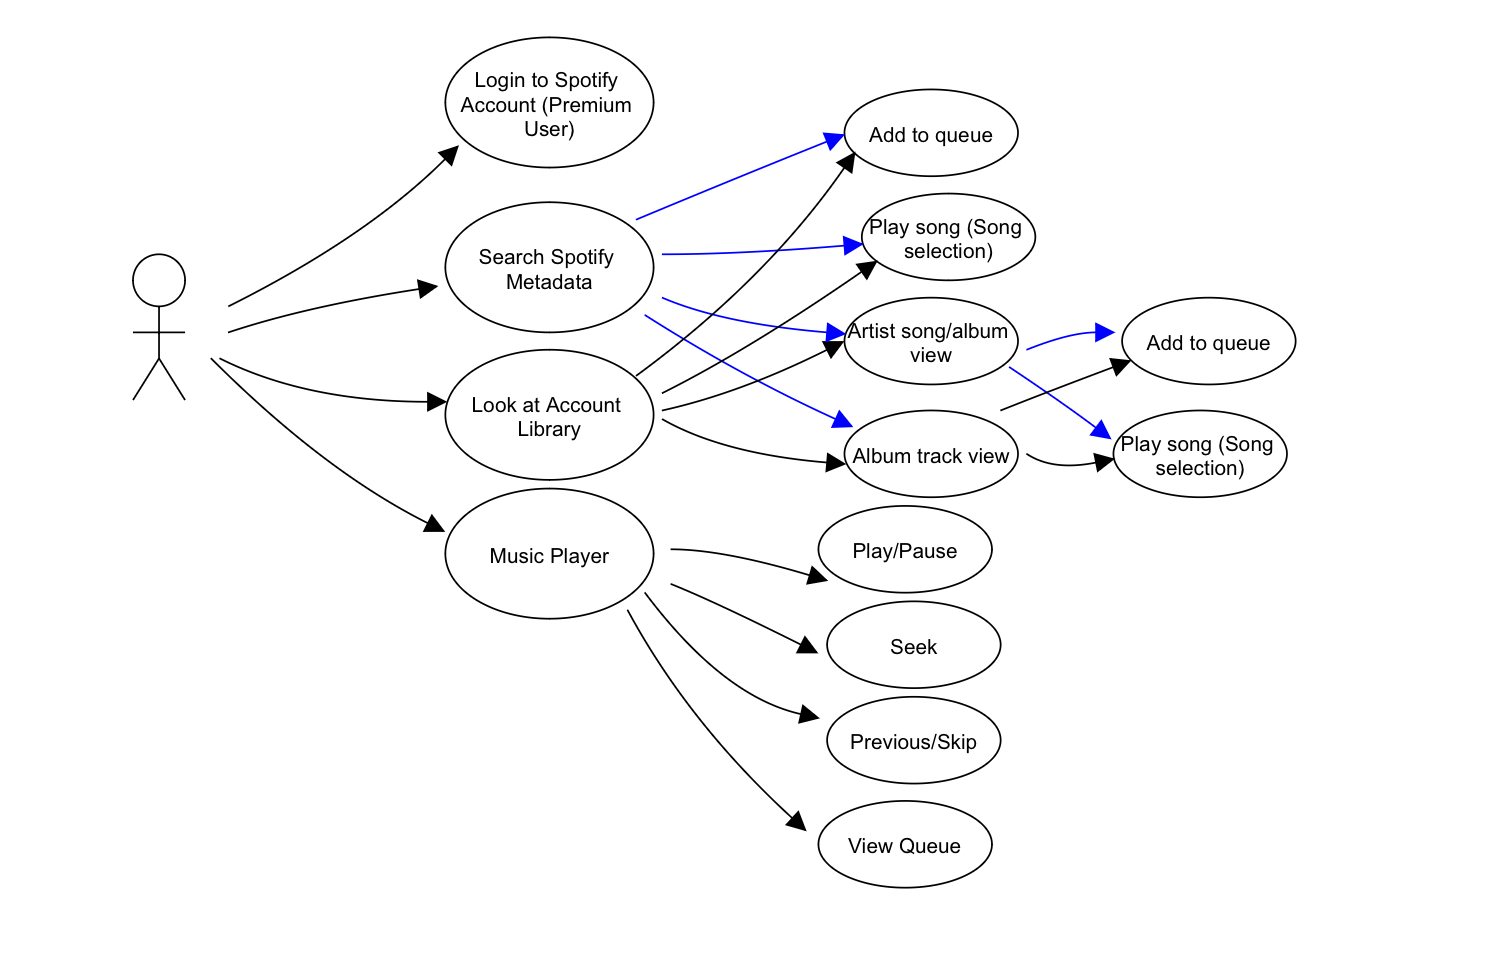 Login to Spotify
Account (Premium
User)
Search Spotify
Metadata
Look at Account
Library
Music Player
Add to queue
Play song (Song
selection)
Artist song/album
view
Album track view
Add to queue
Play song (Song
selection)
Play/Pause
Seek
Previous/Skip
View Queue